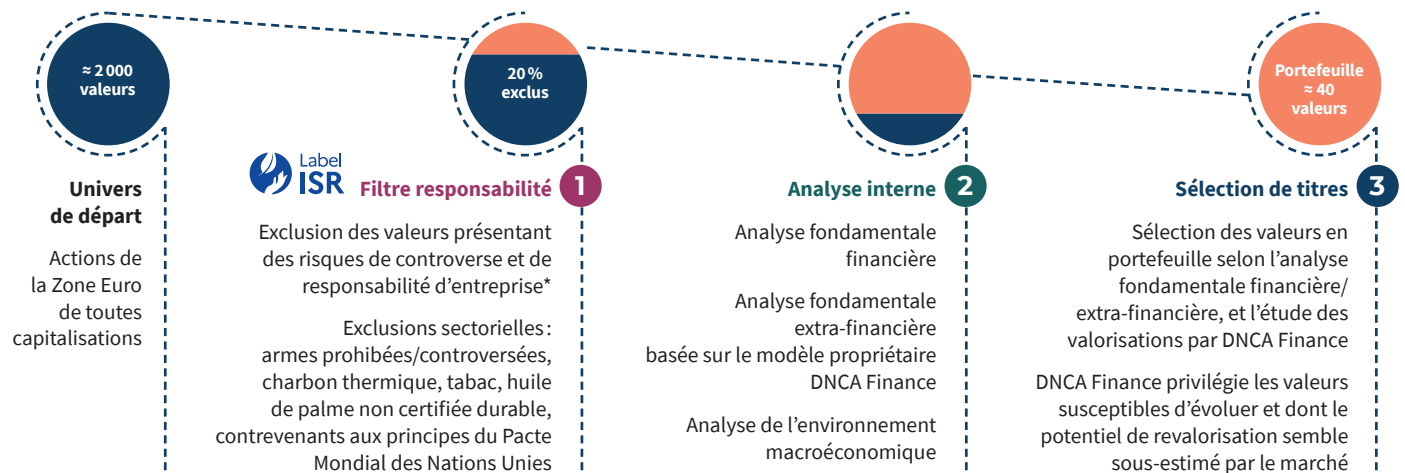 ≈ 2 000
valeurs
Univers
de départ
Actions de
la Zone Euro
de toutes
capitalisations
20 %
exclus
Label
ISR
Filtre responsabilité 1
Exclusion des valeurs présentant
des risques de controverse et de
responsabilité d’entreprise*
Exclusions sectorielles :
armes prohibées/controversées,
charbon thermique, tabac, huile
de palme non certifiée durable,
contrevenants aux principes du Pacte
Mondial des Nations Unies
Analyse interne 2
Analyse fondamentale
financière
Analyse fondamentale
extra-financière
basée sur le modèle propriétaire
DNCA Finance
Analyse de l’environnement
macroéconomique
Portefeuille
≈ 40
valeurs
Sélection de titres 3
Sélection des valeurs en
portefeuille selon l’analyse
fondamentale financière/
extra-financière, et l’étude des
valorisations par DNCA Finance
DNCA Finance privilégie les valeurs
susceptibles d’évoluer et dont le
potentiel de revalorisation semble
sous-estimé par le marché